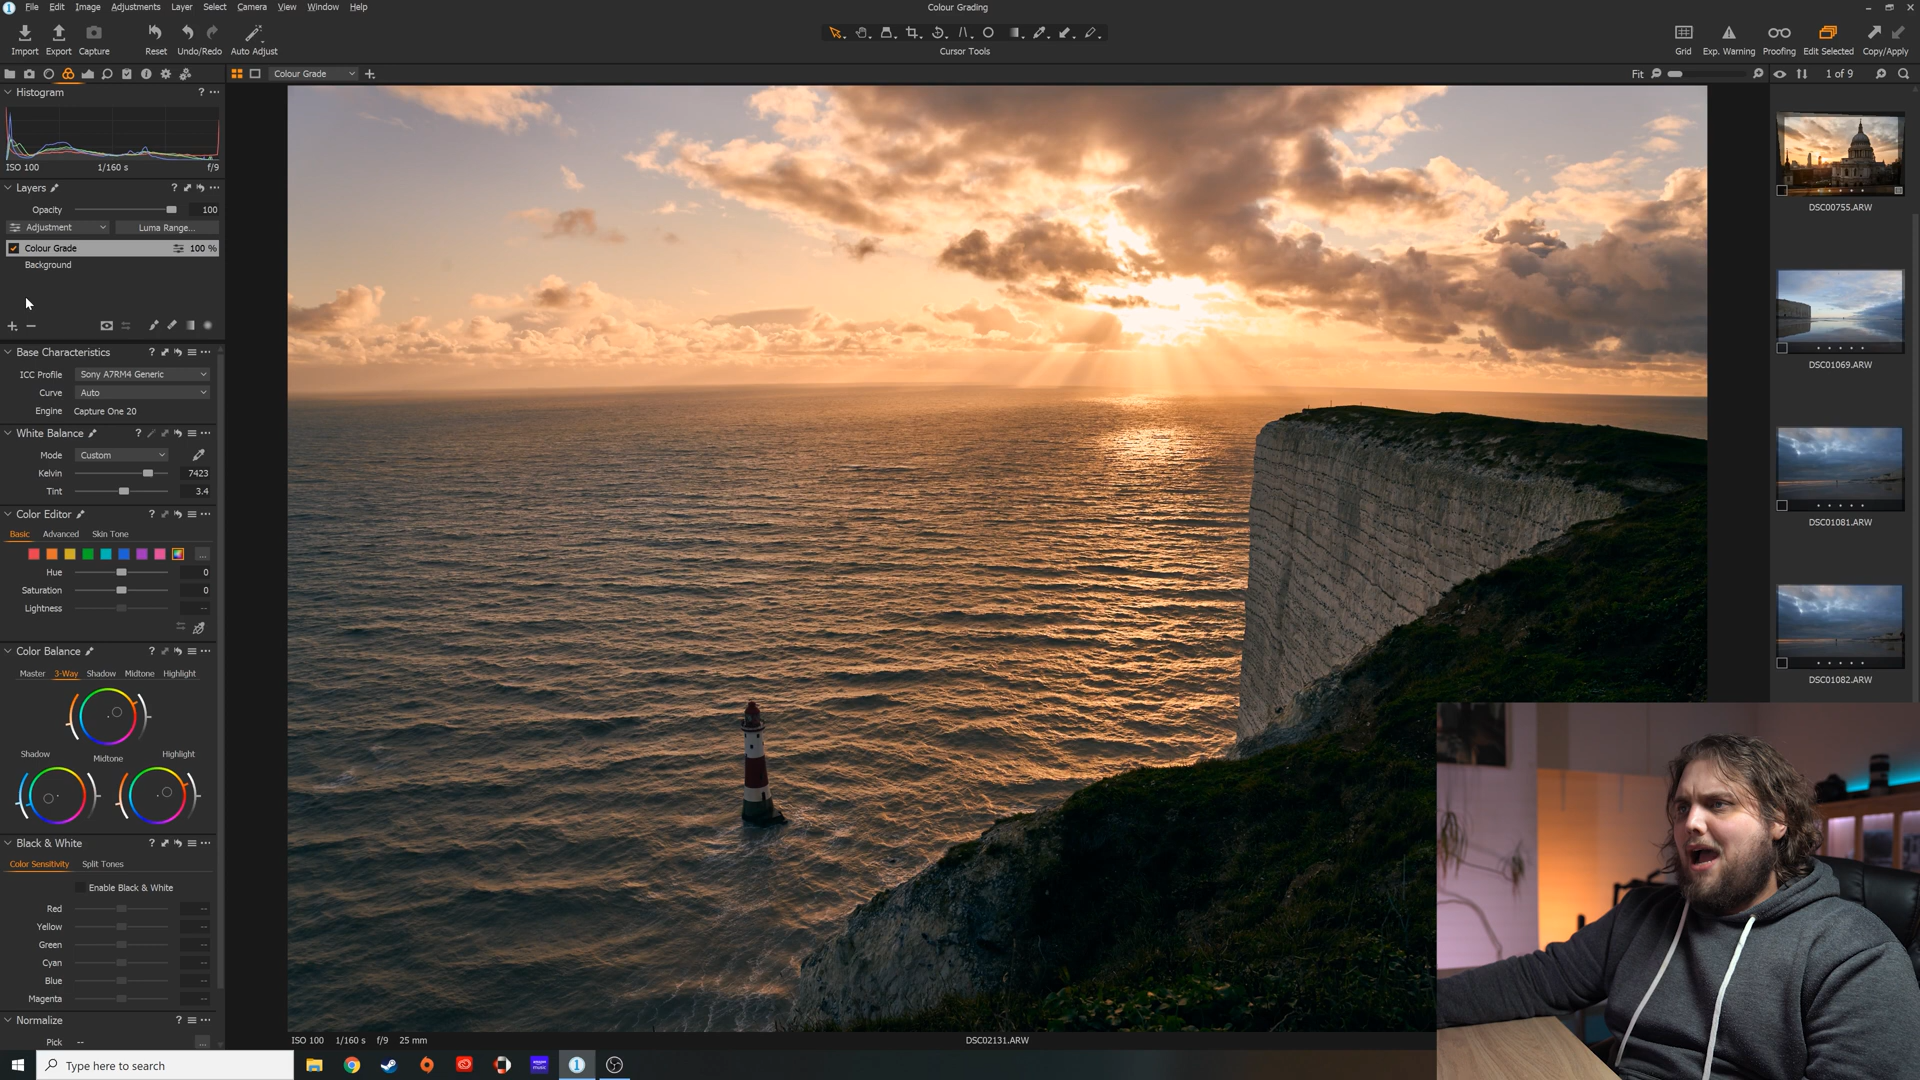 File Edit Image Adjustments Layer Select Camera View Window Help
Colour Grading
Import Export Capture Reset Undo/Redo Auto Adjust
Cursor Tools
Grid Exp. Warning Proofing Edit Selected Copy/Apply
Colour Grade
Fit
1 of 9
Histogram
ISO 100 1/160 s f/9
Layers
Opacity 100
Adjustment Luma Range...
Colour Grade 100 %
Background
Base Characteristics
ICC Profile Sony A7RM4 Generic
Curve Auto
Engine Capture One 20
White Balance
Mode Custom
Kelvin 7423
Tint 3.4
Color Editor
Basic Advanced Skin Tone
Hue 0
Saturation 0
Lightness --
Color Balance
Master 3-Way Shadow Midtone Highlight
Shadow Midtone Highlight
Black & White
Color Sensitivity Split Tones
Enable Black & White
Red --
Yellow --
Green --
Cyan --
Blue --
Magenta --
Normalize
Pick --
DSC00755.ARW
DSC01069.ARW
DSC01081.ARW
DSC01082.ARW
ISO 100 1/160 s f/9 25 mm
DSC02131.ARW
Type here to search
amazon music